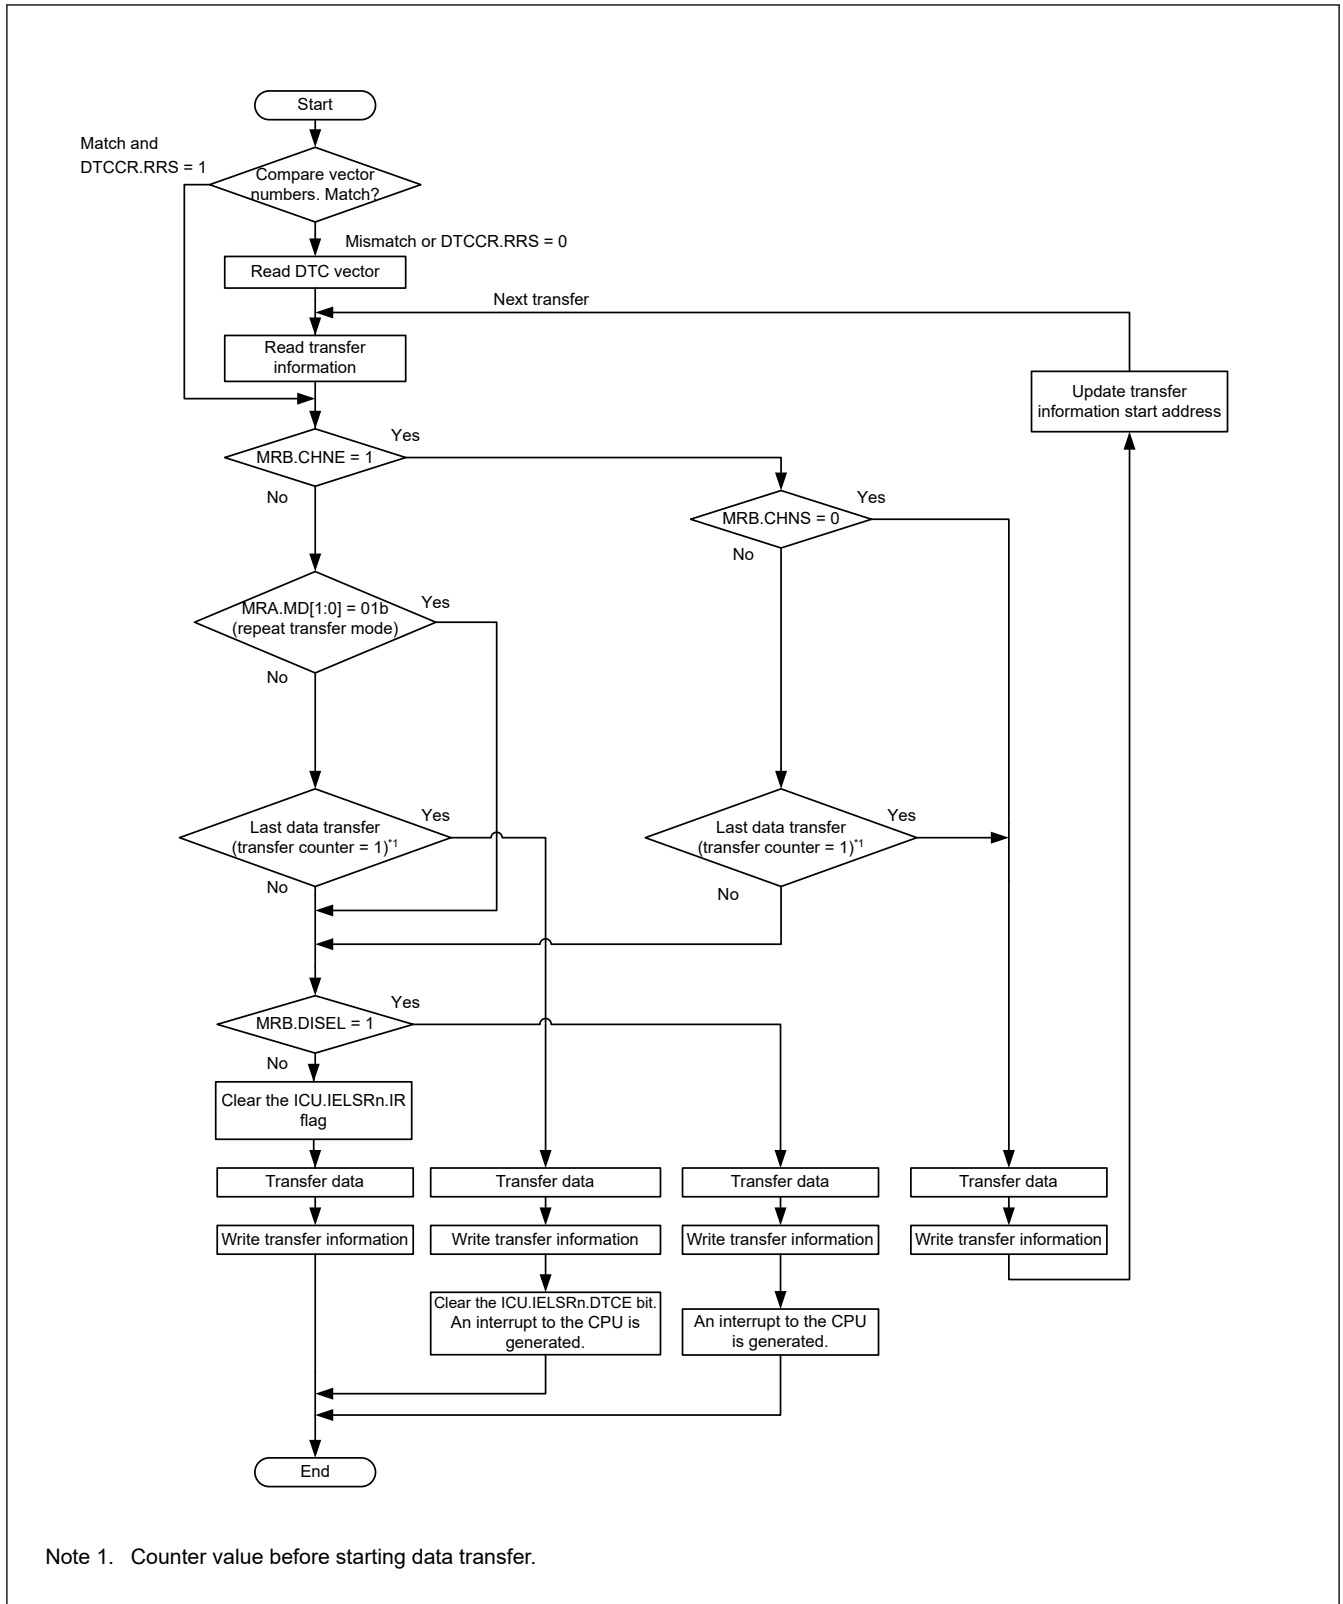 Start
Match and
DTCCR.RRS = 1
Compare vector
numbers. Match?
Mismatch or DTCCR.RRS = 0
Read DTC vector
Next transfer
Read transfer
information
Update transfer
information start address
Yes
MRB.CHNE = 1
No
Yes
MRB.CHNS = 0
No
MRA.MD[1:0] = 01b
(repeat transfer mode)
Yes
No
Last data transfer
(transfer counter = 1)*1
Yes
No
Last data transfer
(transfer counter = 1)*1
Yes
No
Yes
MRB.DISEL = 1
No
Clear the ICU.IELSRn.IR
flag
Transfer data
Transfer data
Transfer data
Transfer data
Write transfer information
Write transfer information
Write transfer information
Write transfer information
Clear the ICU.IELSRn.DTCE bit.
An interrupt to the CPU is
generated.
An interrupt to the CPU
is generated.
End
Note 1. Counter value before starting data transfer.